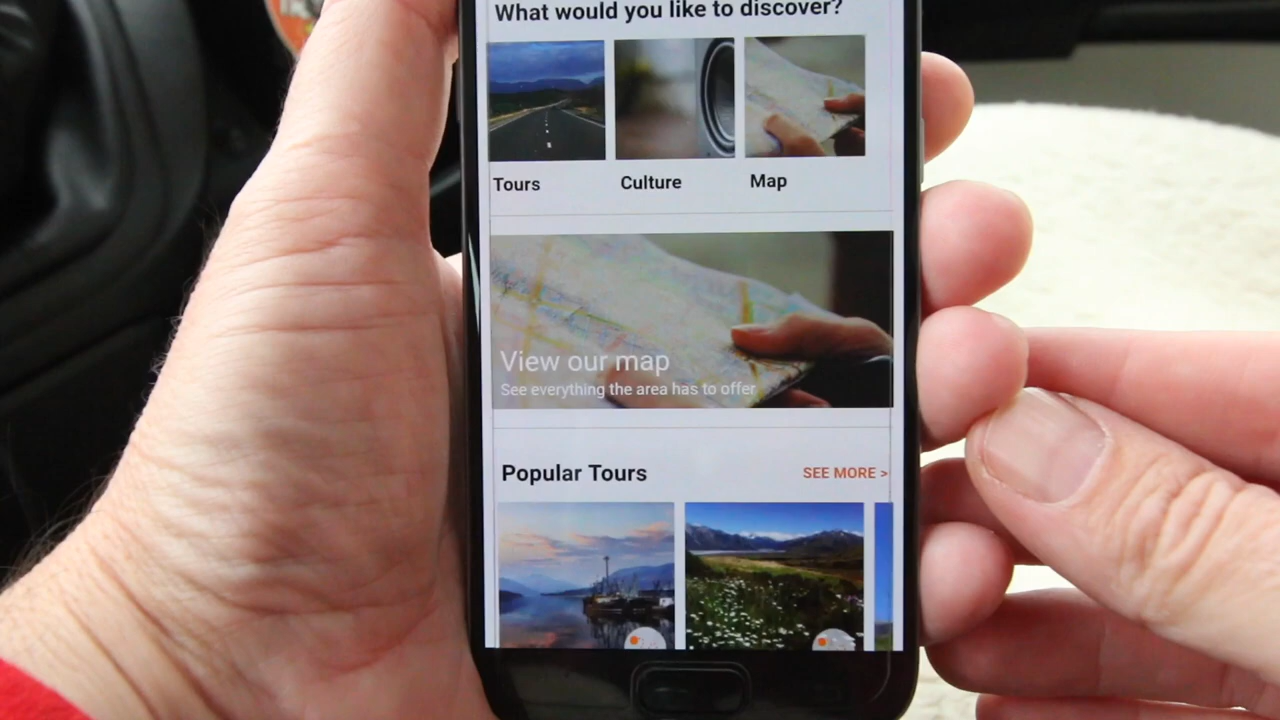 What would you like to discover?
Tours
Culture
Map
View our map
See everything the area has to offer
Popular Tours
SEE MORE >